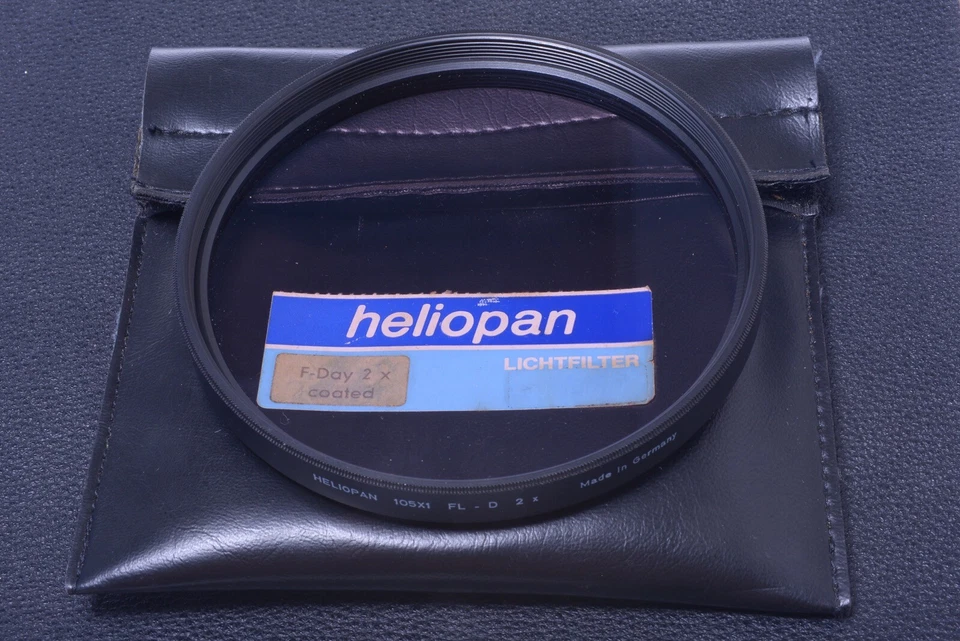 heliopan
LICHTFILTER
F-Day 2 x
coated
HELIOPAN 105X1 FL - D 2 x Made in Germany